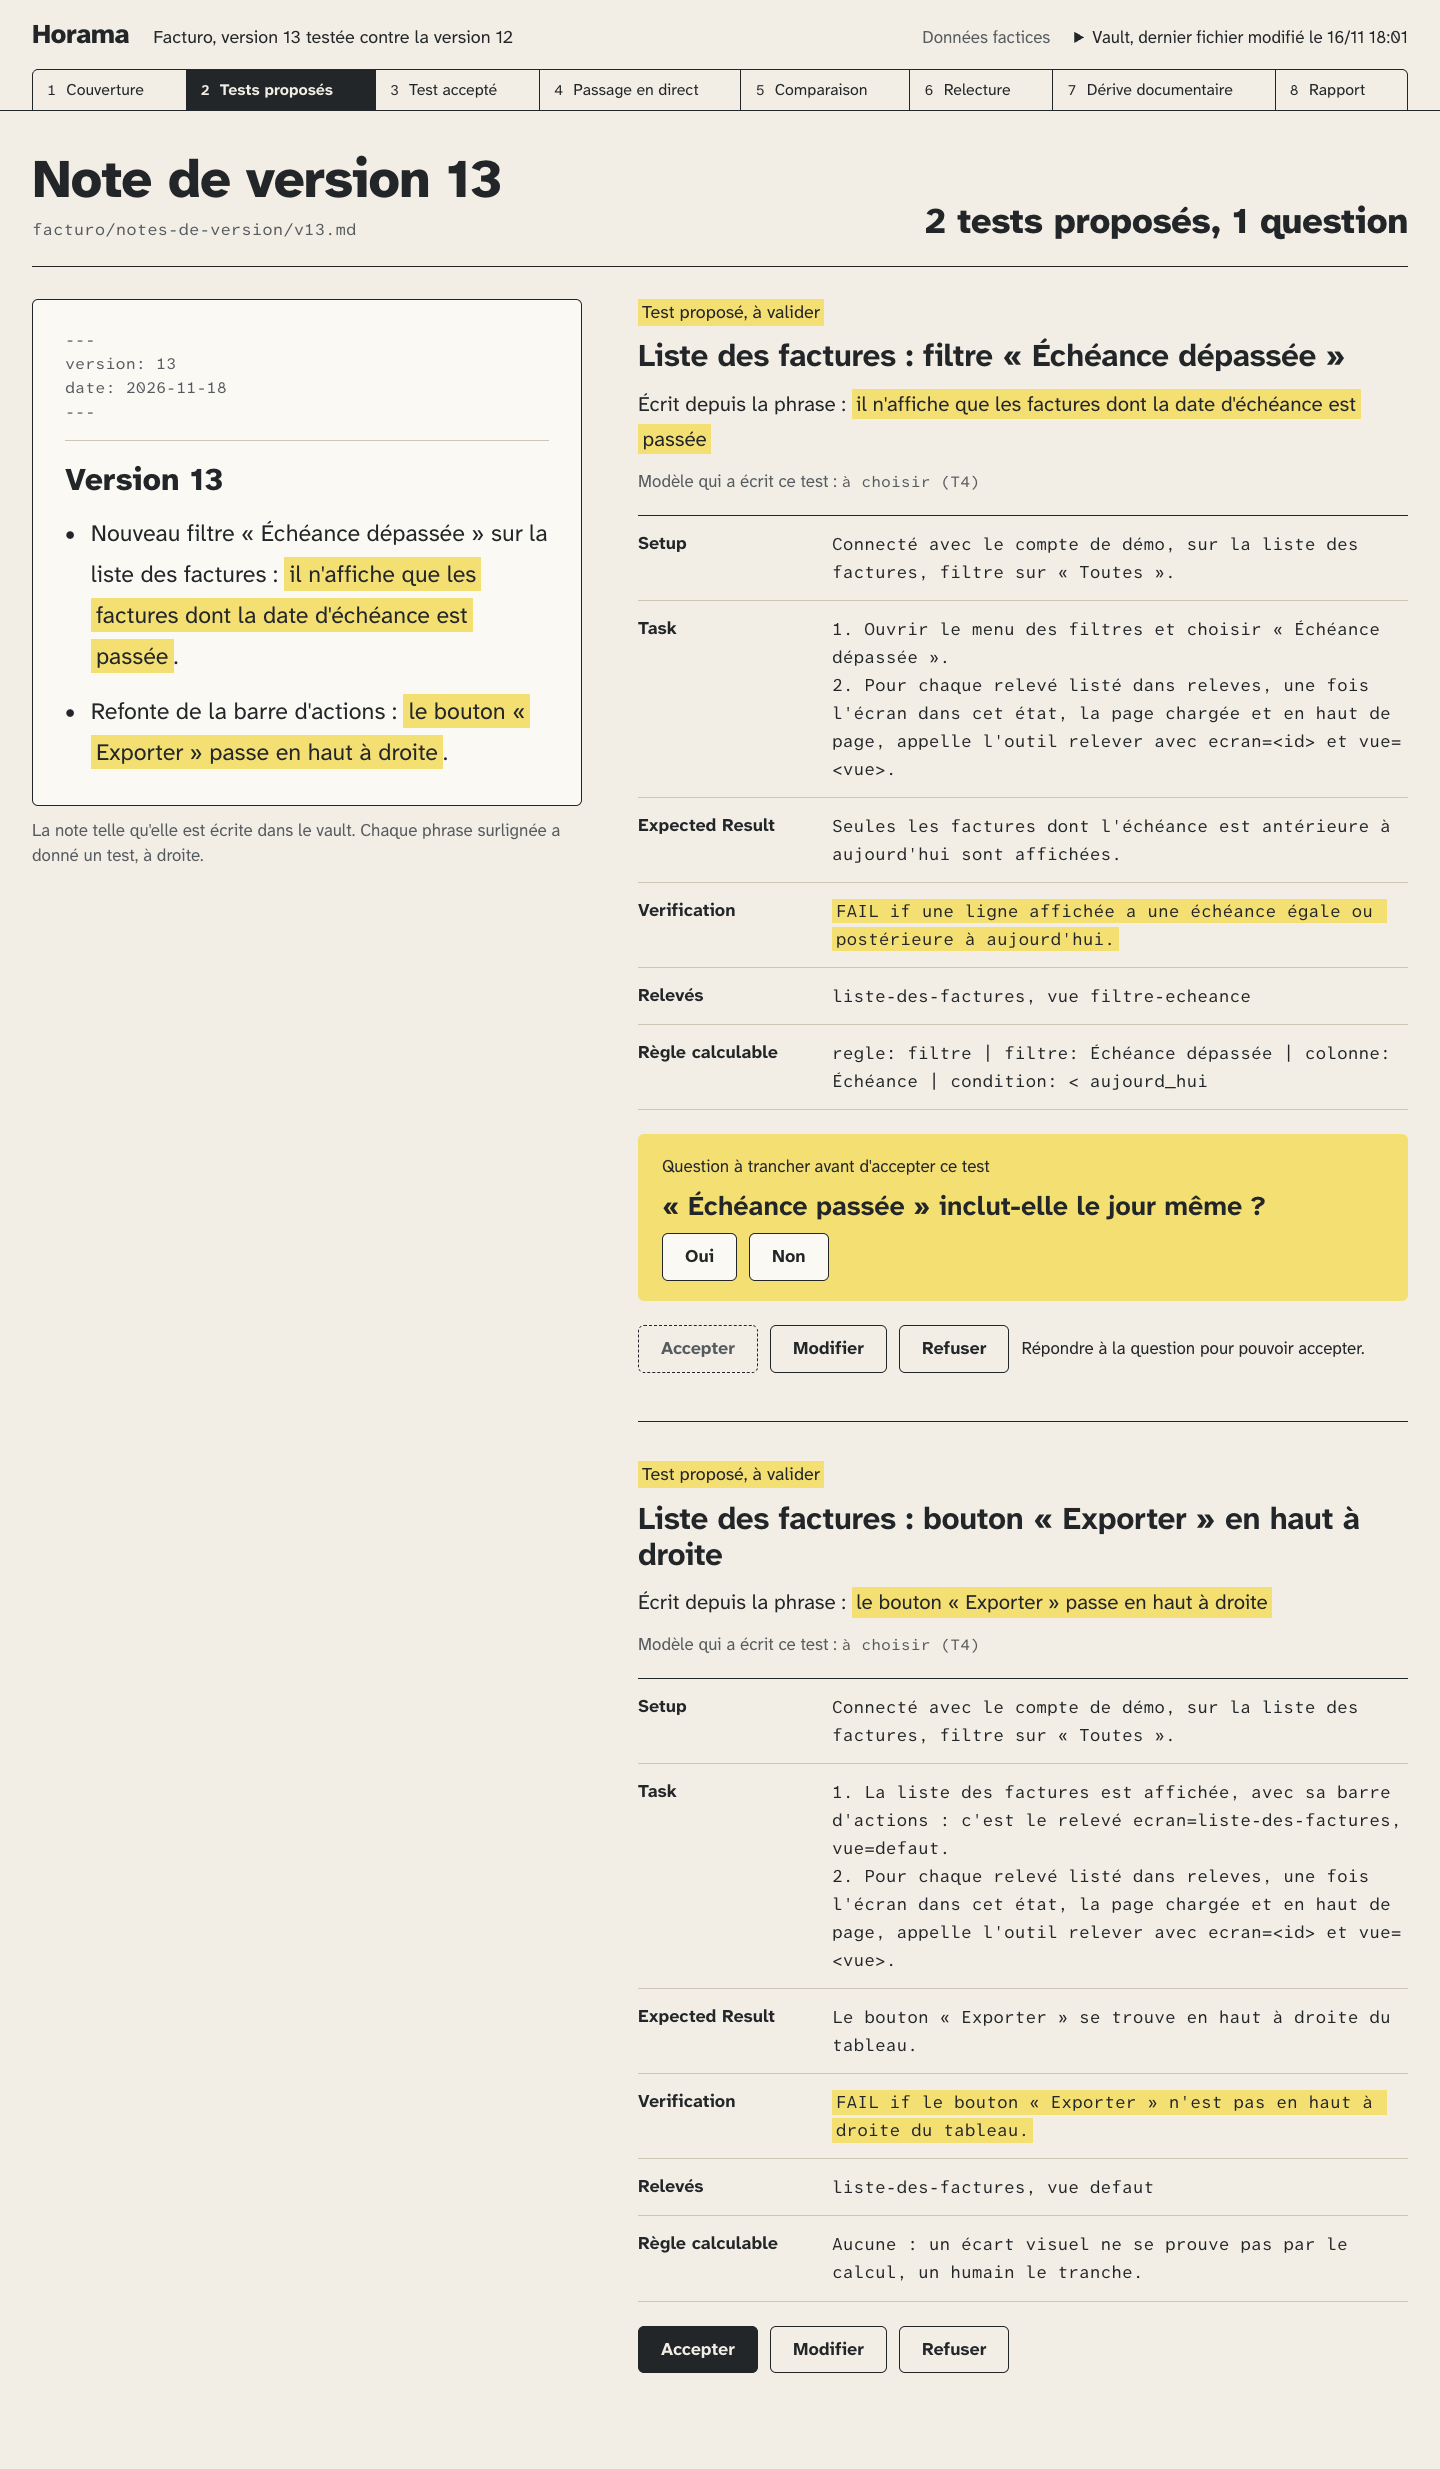 Horama
Facturo, version 13 testée contre la version 12
Données factices
▶ Vault, dernier fichier modifié le 16/11 18:01
1 Couverture
2 Tests proposés
3 Test accepté
4 Passage en direct
5 Comparaison
6 Relecture
7 Dérive documentaire
8 Rapport
Note de version 13
facturo/notes-de-version/v13.md
2 tests proposés, 1 question
---
version: 13
date: 2026-11-18
---
Version 13
• Nouveau filtre « Échéance dépassée » sur la
liste des factures : il n'affiche que les
factures dont la date d'échéance est
passée.
• Refonte de la barre d'actions : le bouton «
Exporter » passe en haut à droite.
La note telle qu'elle est écrite dans le vault. Chaque phrase surlignée a
donné un test, à droite.
Test proposé, à valider
Liste des factures : filtre « Échéance dépassée »
Écrit depuis la phrase : il n'affiche que les factures dont la date d'échéance est
passée
Modèle qui a écrit ce test : à choisir (T4)
Setup
Connecté avec le compte de démo, sur la liste des
factures, filtre sur « Toutes ».
Task
1. Ouvrir le menu des filtres et choisir « Échéance
dépassée ».
2. Pour chaque relevé listé dans releves, une fois
l'écran dans cet état, la page chargée et en haut de
page, appelle l'outil relever avec ecran=<id> et vue=
<vue>.
Expected Result
Seules les factures dont l'échéance est antérieure à
aujourd'hui sont affichées.
Verification
FAIL if une ligne affichée a une échéance égale ou
postérieure à aujourd'hui.
Relevés
liste-des-factures, vue filtre-echeance
Règle calculable
regle: filtre | filtre: Échéance dépassée | colonne:
Échéance | condition: < aujourd_hui
Question à trancher avant d'accepter ce test
« Échéance passée » inclut-elle le jour même ?
Oui
Non
Accepter
Modifier
Refuser
Répondre à la question pour pouvoir accepter.
Test proposé, à valider
Liste des factures : bouton « Exporter » en haut à
droite
Écrit depuis la phrase : le bouton « Exporter » passe en haut à droite
Modèle qui a écrit ce test : à choisir (T4)
Setup
Connecté avec le compte de démo, sur la liste des
factures, filtre sur « Toutes ».
Task
1. La liste des factures est affichée, avec sa barre
d'actions : c'est le relevé ecran=liste-des-factures,
vue=defaut.
2. Pour chaque relevé listé dans releves, une fois
l'écran dans cet état, la page chargée et en haut de
page, appelle l'outil relever avec ecran=<id> et vue=
<vue>.
Expected Result
Le bouton « Exporter » se trouve en haut à droite du
tableau.
Verification
FAIL if le bouton « Exporter » n'est pas en haut à
droite du tableau.
Relevés
liste-des-factures, vue defaut
Règle calculable
Aucune : un écart visuel ne se prouve pas par le
calcul, un humain le tranche.
Accepter
Modifier
Refuser